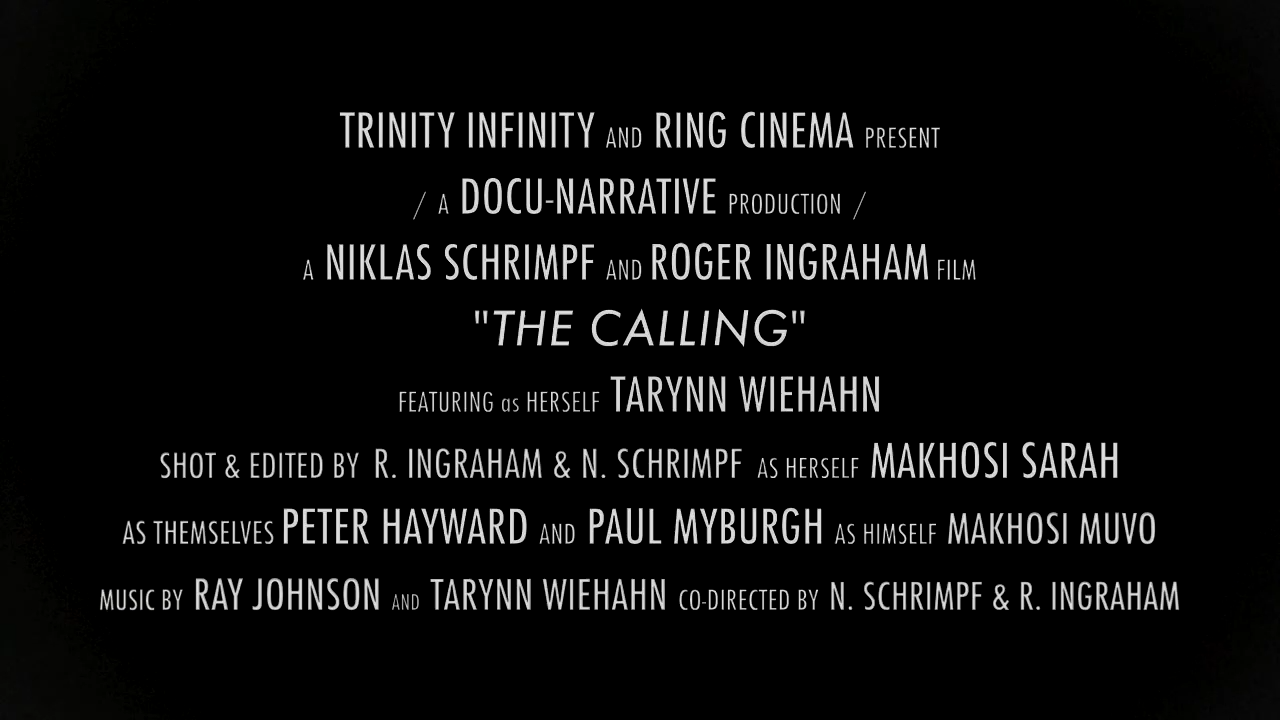 TRINITY INFINITY AND RING CINEMA PRESENT
/ A DOCU-NARRATIVE PRODUCTION /
A NIKLAS SCHRIMPF AND ROGER INGRAHAM FILM
"THE CALLING"
FEATURING as HERSELF TARYNN WIEHAHN
SHOT & EDITED BY R. INGRAHAM & N. SCHRIMPF AS HERSELF MAKHOSI SARAH
AS THEMSELVES PETER HAYWARD AND PAUL MYBURGH AS HIMSELF MAKHOSI MUVO
MUSIC BY RAY JOHNSON AND TARYNN WIEHAHN CO-DIRECTED BY N. SCHRIMPF & R. INGRAHAM